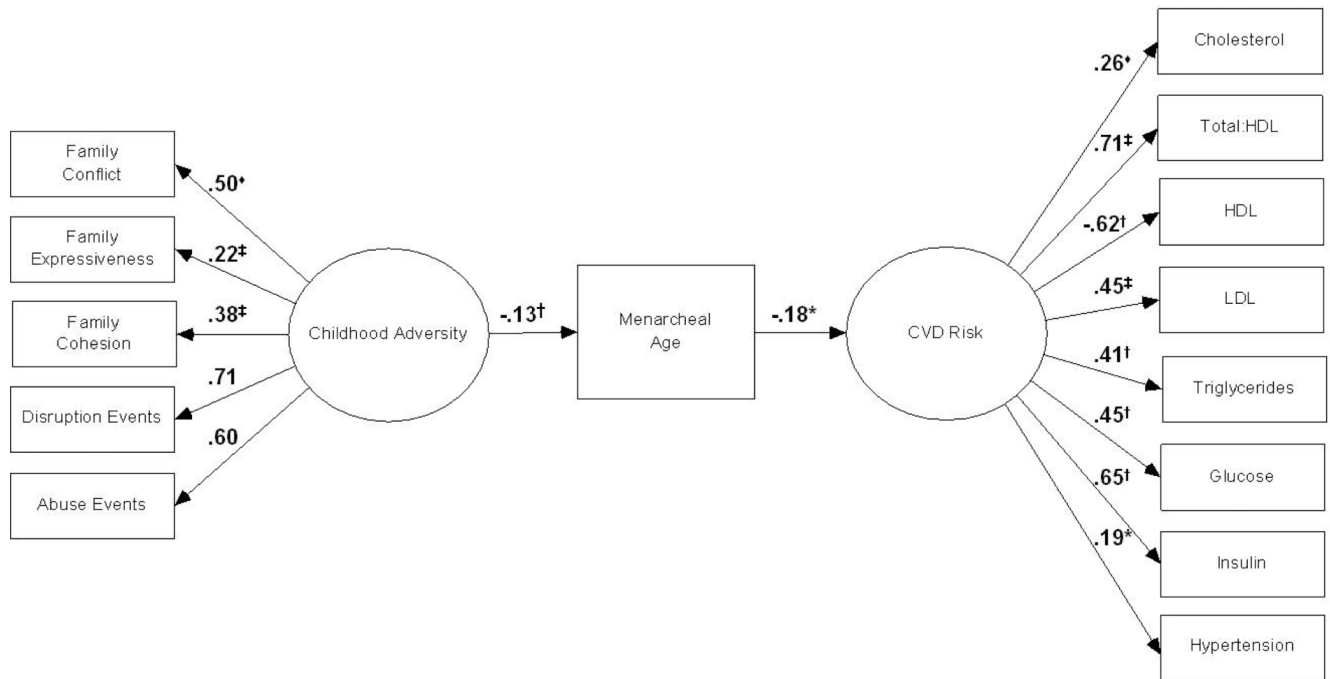 Family
Conflict
Family
Expressiveness
Family
Cohesion
Disruption Events
Abuse Events
.50♦
.22‡
.38‡
.71
.60
Childhood Adversity
-.13†
Menarcheal
Age
-.18*
CVD Risk
.26♦
.71‡
-.62†
.45‡
.41†
.45†
.65†
.19*
Cholesterol
Total:HDL
HDL
LDL
Triglycerides
Glucose
Insulin
Hypertension